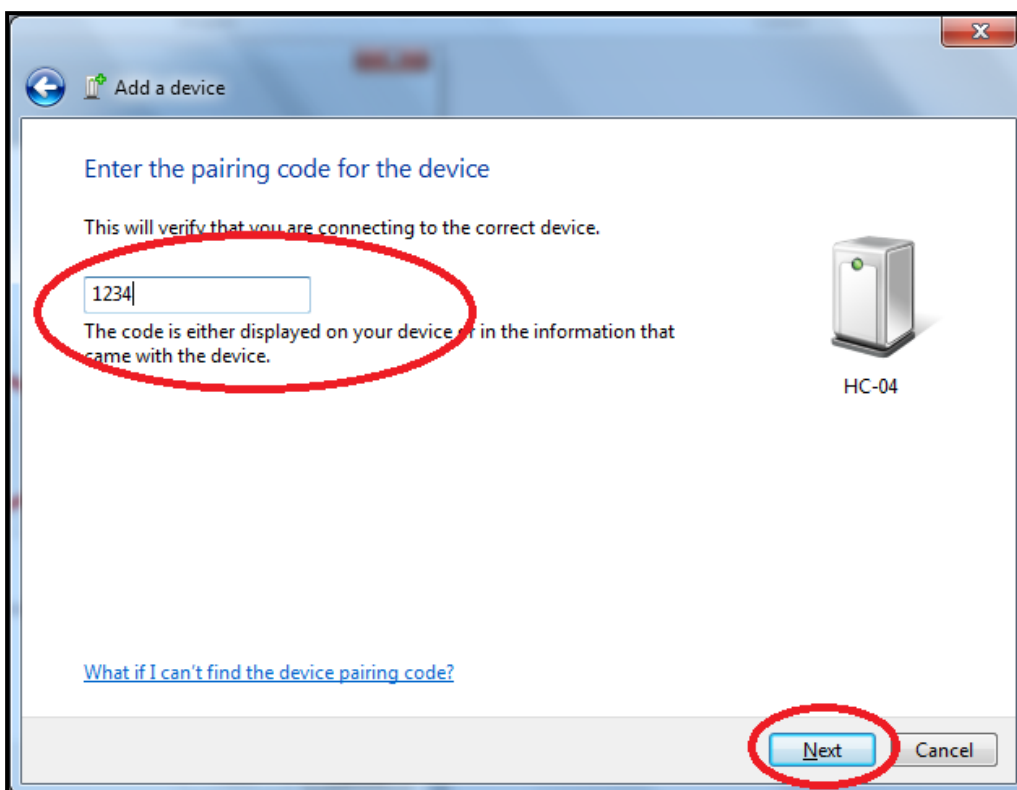 Add a device
Enter the pairing code for the device
This will verify that you are connecting to the correct device.
1234
The code is either displayed on your device or in the information that
came with the device.
HC-04
What if I can't find the device pairing code?
Next
Cancel